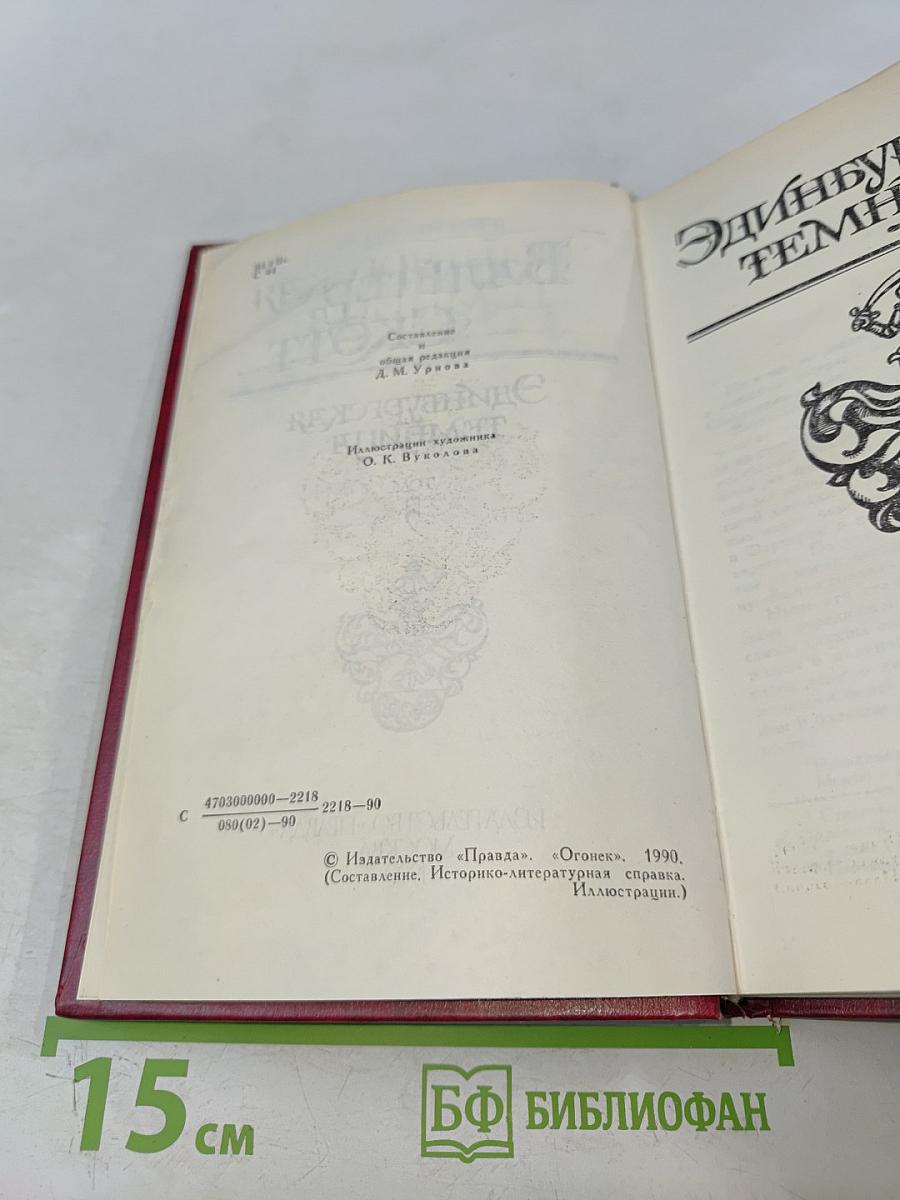 Составление
и
общая редакция
Д. М. Урнова
Иллюстрации художника
О. К. Вуколова
С 4703000000—2218
080(02)—90
2218—90
© Издательство «Правда». «Огонек». 1990.
(Составление. Историко-литературная справка.
Иллюстрации.)
ЭДИНБУ
ТЕМН
15 см
БФ БИБЛИОФАН